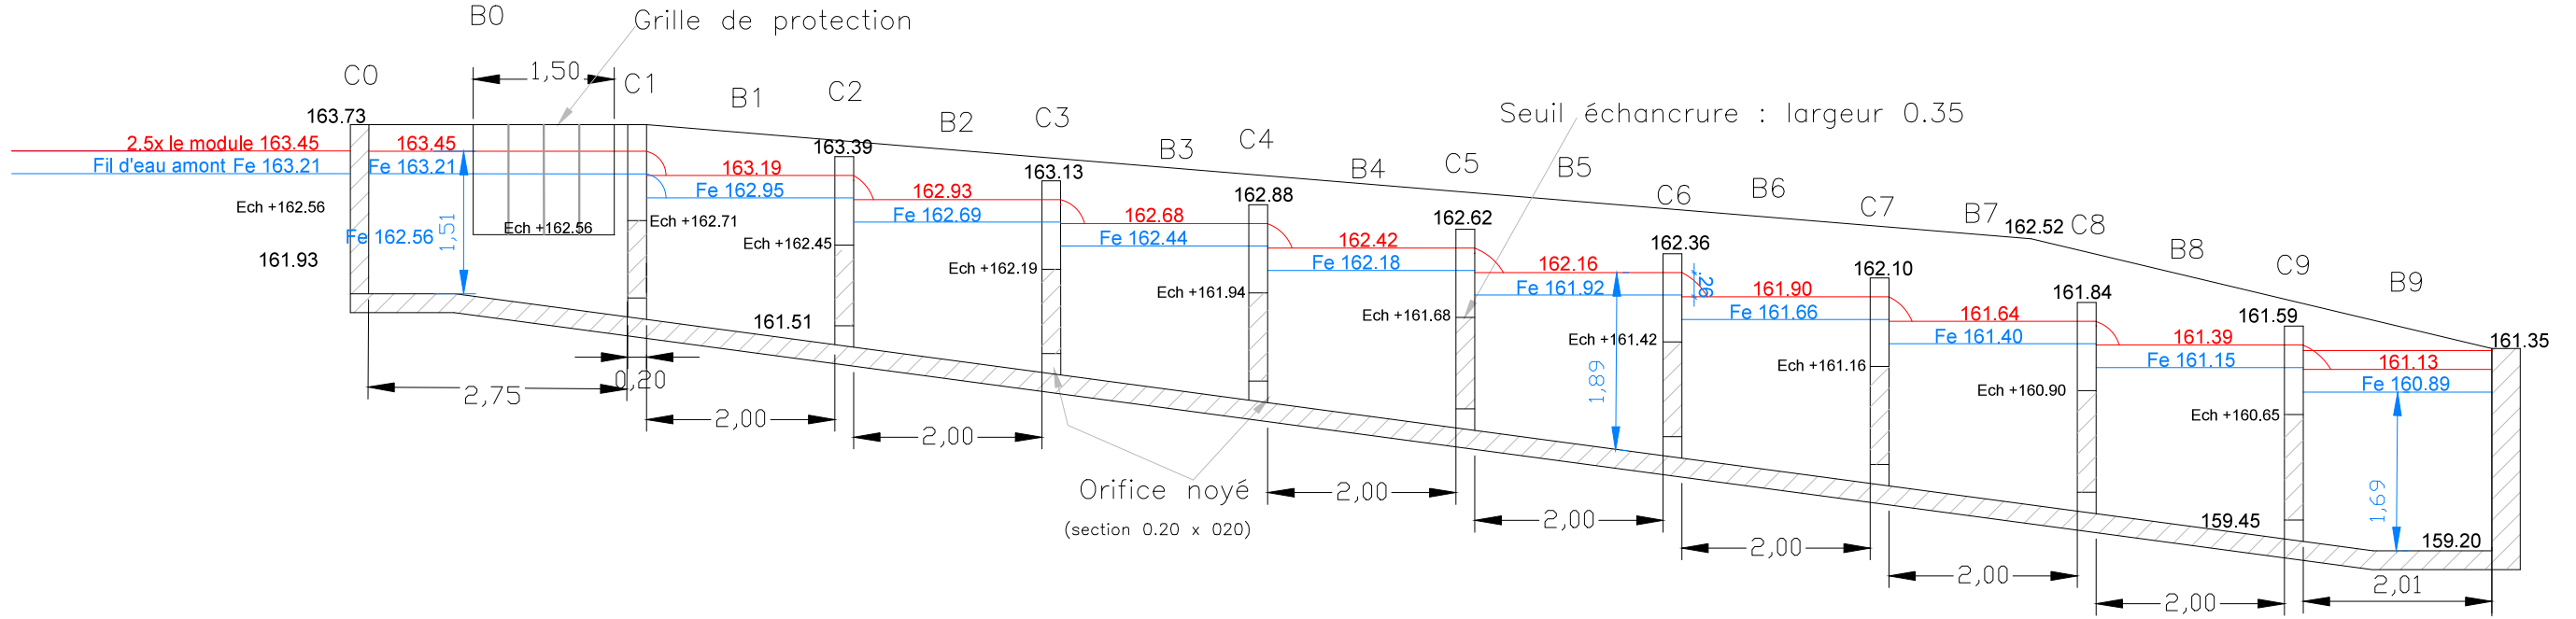 B0
Grille de protection
C0
1,50
C1
B1
C2
B2
C3
B3
C4
B4
C5
Seuil échancrure : largeur 0.35
B5
C6
B6
C7
B7
162.52
C8
B8
C9
B9
163.73
2.5x le module 163.45
163.45
Fil d'eau amont Fe 163.21
Fe 163.21
Ech +162.56
Fe 162.56
1,51
Ech +162.56
161.93
Ech +162.71
163.19
Fe 162.95
163.39
Ech +162.45
161.51
162.93
Fe 162.69
163.13
Ech +162.19
162.68
Fe 162.44
162.88
Ech +161.94
162.42
Fe 162.18
162.62
Ech +161.68
162.16
Fe 161.92
162.36
Ech +161.42
1,89
.26
161.90
Fe 161.66
162.10
Ech +161.16
161.64
Fe 161.40
161.84
Ech +160.90
161.39
Fe 161.15
161.59
Ech +160.65
159.45
161.35
161.13
Fe 160.89
1,69
159.20
2,75
0,20
2,00
2,00
Orifice noyé
(section 0.20 x 020)
2,00
2,00
2,00
2,00
2,00
2,01